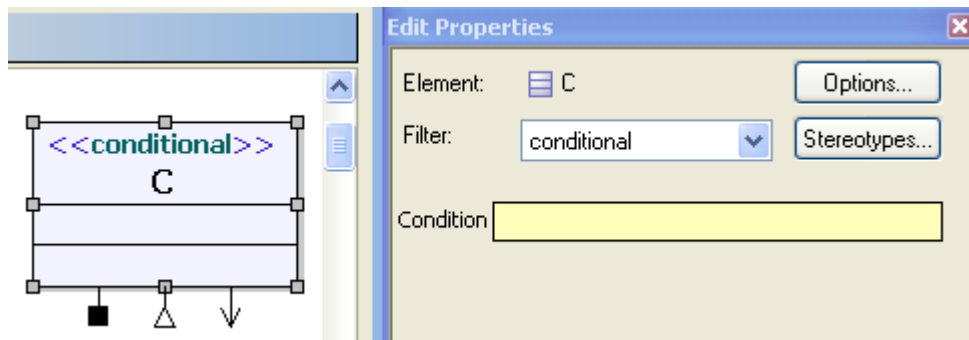 <<conditional>>
C
Edit Properties
Element: C Options...
Filter: conditional Stereotypes...
Condition